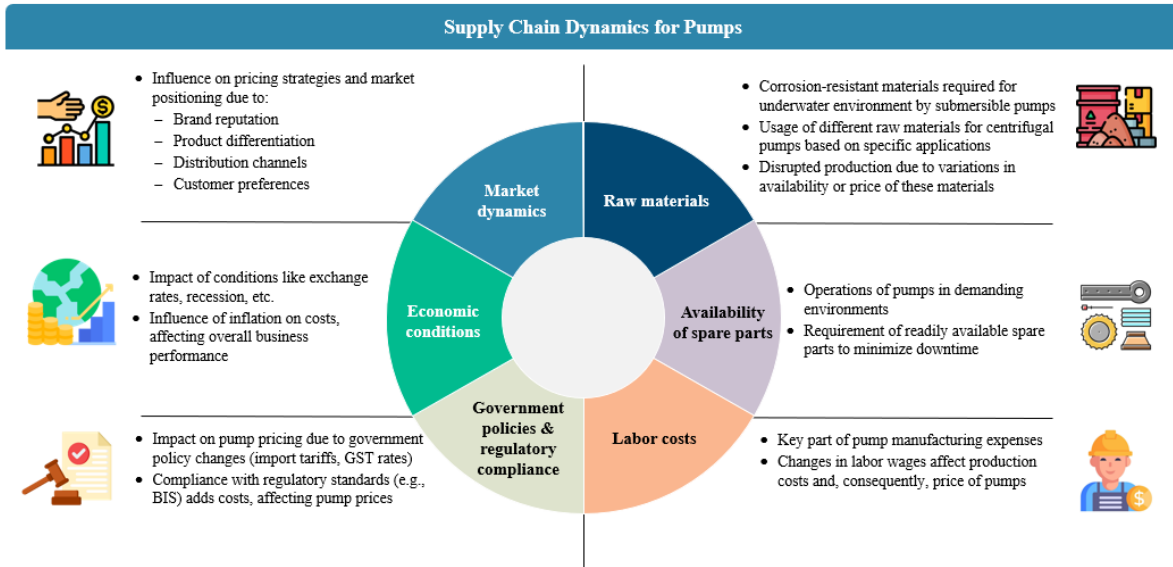 Supply Chain Dynamics for Pumps
• Influence on pricing strategies and market
positioning due to:
– Brand reputation
– Product differentiation
– Distribution channels
– Customer preferences
• Impact of conditions like exchange
rates, recession, etc.
• Influence of inflation on costs,
affecting overall business
performance
• Impact on pump pricing due to government
policy changes (import tariffs, GST rates)
• Compliance with regulatory standards (e.g.,
BIS) adds costs, affecting pump prices
Market
dynamics
Raw materials
Economic
conditions
Availability
of spare parts
Government
policies &
regulatory
compliance
Labor costs
• Corrosion-resistant materials required for
underwater environment by submersible pumps
• Usage of different raw materials for centrifugal
pumps based on specific applications
• Disrupted production due to variations in
availability or price of these materials
• Operations of pumps in demanding
environments
• Requirement of readily available spare
parts to minimize downtime
• Key part of pump manufacturing expenses
• Changes in labor wages affect production
costs and, consequently, price of pumps